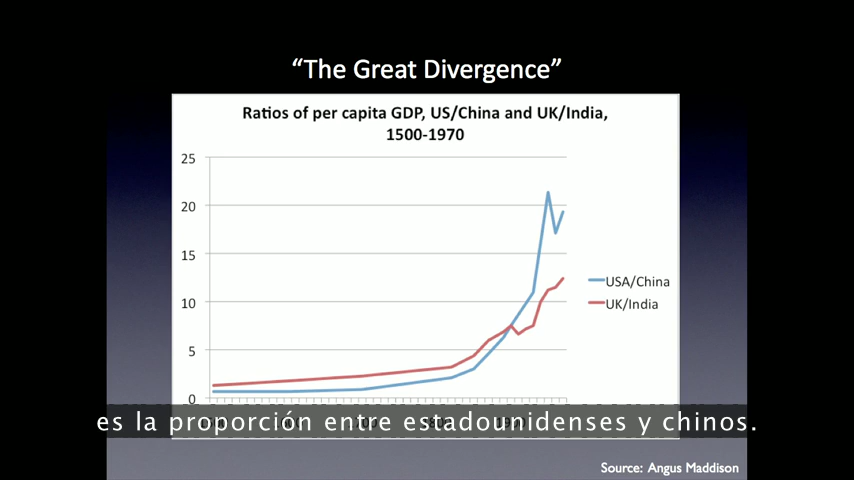 “The Great Divergence”
Ratios of per capita GDP, US/China and UK/India,
1500-1970
25
20
15
10
5
0
USA/China
UK/India
es la proporción entre estadounidenses y chinos.
Source: Angus Maddison